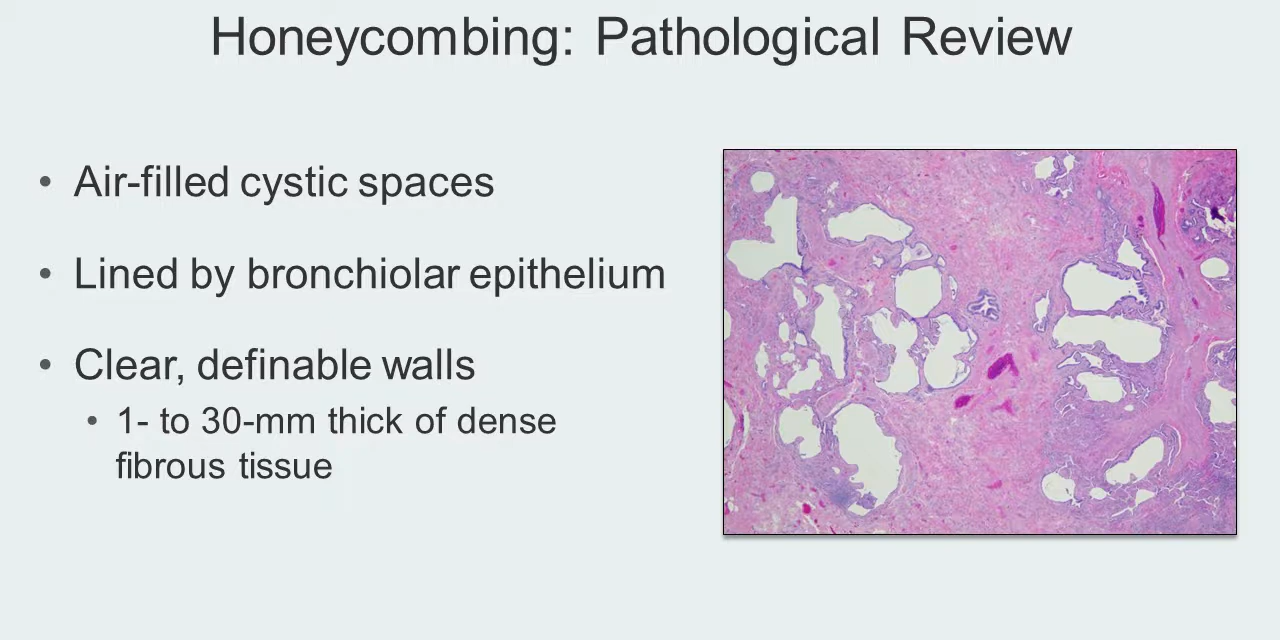 Honeycombing: Pathological Review
• Air-filled cystic spaces
• Lined by bronchiolar epithelium
• Clear, definable walls
• 1- to 30-mm thick of dense
fibrous tissue